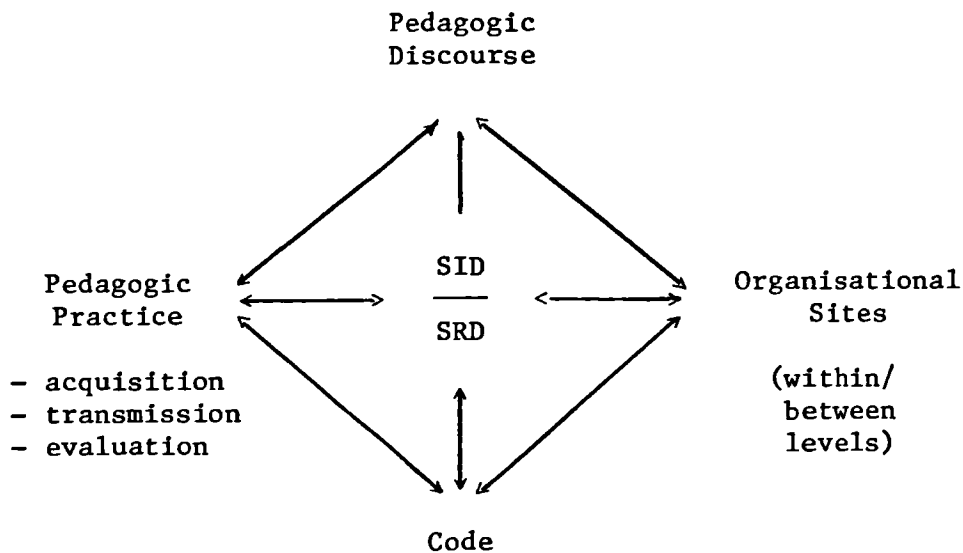 Pedagogic
Discourse
SID
SRD
Pedagogic
Practice
- acquisition
- transmission
- evaluation
Organisational
Sites
(within/
between
levels)
Code